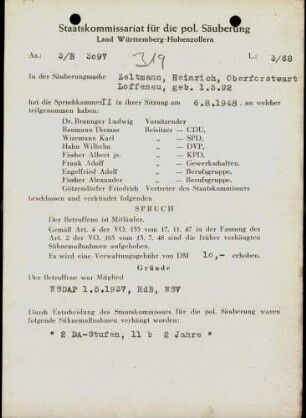 Staatskommissariat für die pol. Säuberung
Land Württemberg-Hohenzollern
Az.: 3/B 3097 319 L: 3/68
In der Säuberungssache Zeltmann, Heinrich, Oberforstwart
Loffenau, geb. 1.5.92
hat die Spruchkammer II in ihrer Sitzung am 6.8.1948. an welcher
teilgenommen haben:
Dr. Brenner Ludwig Vorsitzender
Baumann Thomas Beisitzer — CDU,
Wizemann Karl „ — SPD,
Hahn Wilhelm „ — DVP,
Fischer Albert jr. „ — KPD,
Frank Adolf „ — Gewerkschaften,
Engelfried Adolf „ — Berufsgruppe,
Fischer Alexander „ — Berufsgruppe,
Götzendörfer Friedrich Vertreter des Staatskommissars
beschlossen und verkündet folgenden
SPRUCH
Der Betroffene ist Mitläufer.
Gemäß Art. 4 der VO. 133 vom 17. 11. 47 in der Fassung des
Art. 2 der VO. 165 vom 13. 7. 48 sind die früher verhängten
Sühnemaßnahmen aufgehoben.
Es wird eine Verwaltungsgebühr von DM 10,- erhoben.
Gründe
Der Betroffene war Mitglied
NSDAP 1.5.1937, RdB, NSV
Durch Entscheidung des Staatskommissars für die pol. Säuberung waren
folgende Sühnemaßnahmen verhängt worden:
" 2 DA-Stufen, 11 b 2 Jahre "